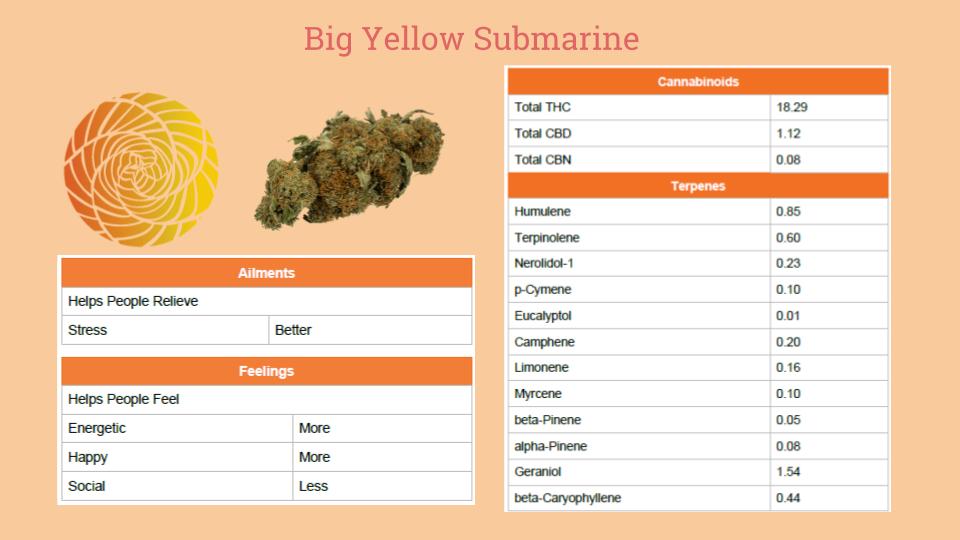 Big Yellow Submarine
Ailments
Helps People Relieve
Stress Better
Feelings
Helps People Feel
Energetic More
Happy More
Social Less
Cannabinoids
Total THC 18.29
Total CBD 1.12
Total CBN 0.08
Terpenes
Humulene 0.85
Terpinolene 0.60
Nerolidol-1 0.23
p-Cymene 0.10
Eucalyptol 0.01
Camphene 0.20
Limonene 0.16
Myrcene 0.10
beta-Pinene 0.05
alpha-Pinene 0.08
Geraniol 1.54
beta-Caryophyllene 0.44